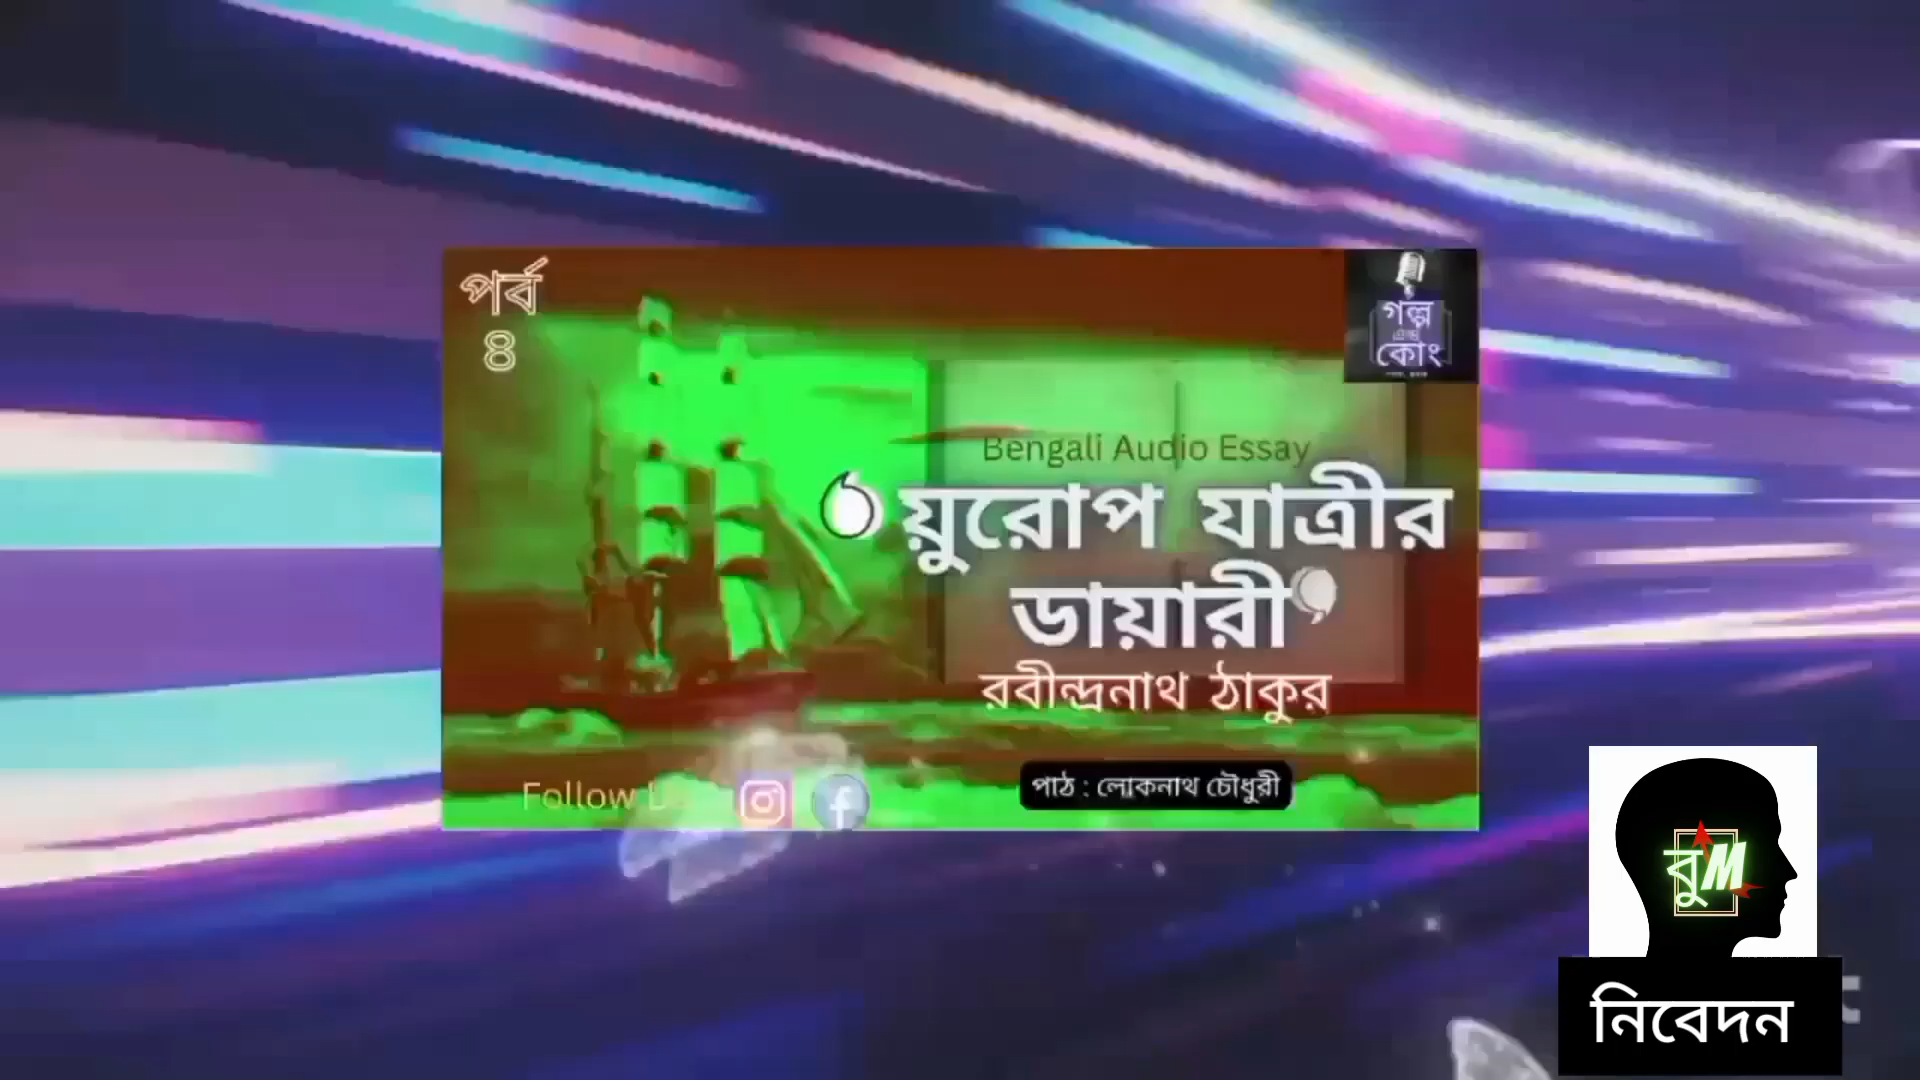 পর্ব
৪
গল্প
কোং
Bengali Audio Essay
য়ুরোপ যাত্রীর
ডায়ারী
রবীন্দ্রনাথ ঠাকুর
পাঠ : লোকনাথ চৌধুরী
Follow
বুM
নিবেদন